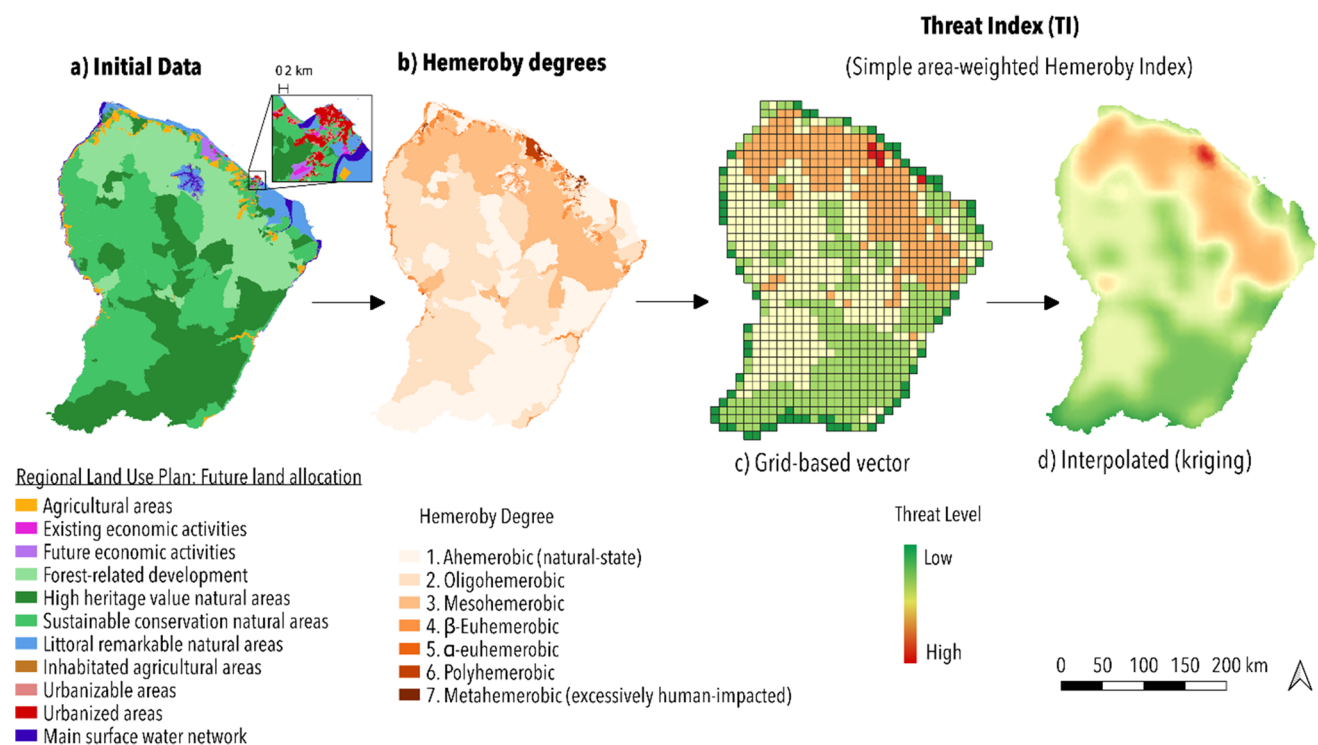 Threat Index (TI)
(Simple area-weighted Hemeroby Index)
a) Initial Data
b) Hemeroby degrees
0 2 km
c) Grid-based vector
d) Interpolated (kriging)
Regional Land Use Plan: Future land allocation
Agricultural areas
Existing economic activities
Future economic activities
Forest-related development
High heritage value natural areas
Sustainable conservation natural areas
Littoral remarkable natural areas
Inhabitated agricultural areas
Urbanizable areas
Urbanized areas
Main surface water network
Hemeroby Degree
1. Ahemerobic (natural-state)
2. Oligohemerobic
3. Mesohemerobic
4. β-Euhemerobic
5. α-euhemerobic
6. Polyhemerobic
7. Metahemerobic (excessively human-impacted)
Threat Level
Low
High
0 50 100 150 200 km